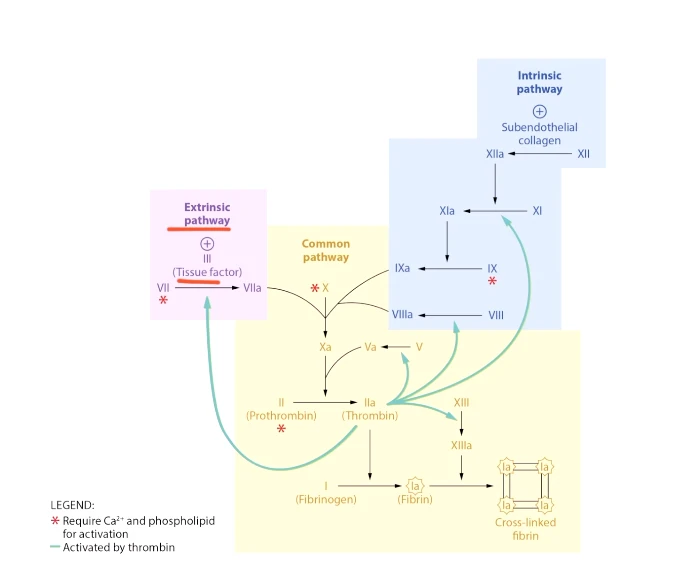 Intrinsic
pathway
+
Subendothelial
collagen
XIIa
XII
XIa
XI
Extrinsic
pathway
+
III
(Tissue factor)
VII
*
VIIa
Common
pathway
* X
IXa
IX
*
VIIIa
VIII
Xa
Va
V
II
(Prothrombin)
*
IIa
(Thrombin)
XIII
XIIIa
I
(Fibrinogen)
Ia
(Fibrin)
Ia
Ia
Ia
Ia
Cross-linked
fibrin
LEGEND:
* Require Ca²⁺ and phospholipid
for activation
Activated by thrombin